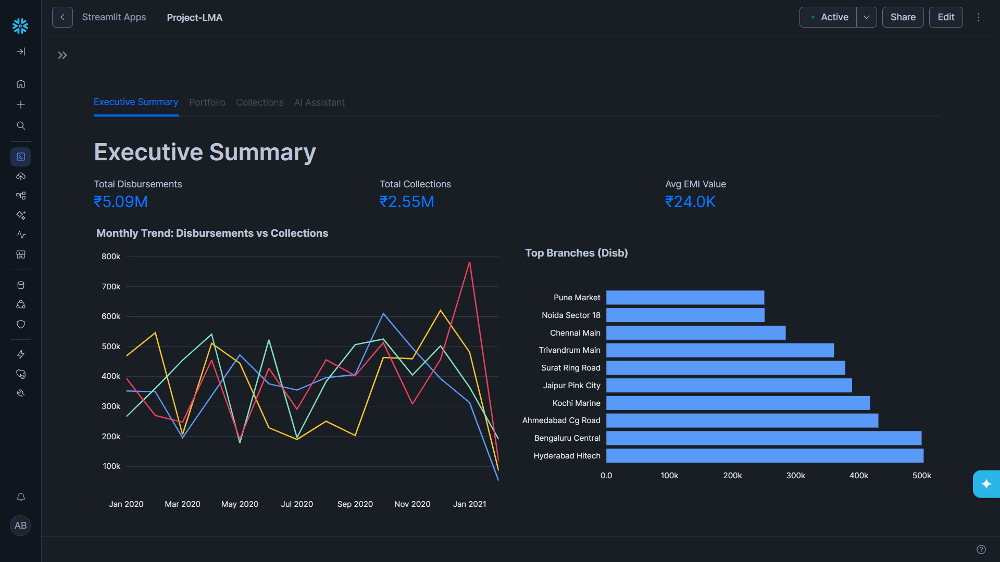 Streamlit Apps
Project-LMA
Active
Share
Edit
Executive Summary
Portfolio
Collections
AI Assistant
Executive Summary
Total Disbursements
₹5.09M
Total Collections
₹2.55M
Avg EMI Value
₹24.0K
Monthly Trend: Disbursements vs Collections
800k
700k
600k
500k
400k
300k
200k
100k
Jan 2020
Mar 2020
May 2020
Jul 2020
Sep 2020
Nov 2020
Jan 2021
Top Branches (Disb)
Pune Market
Noida Sector 18
Chennai Main
Trivandrum Main
Surat Ring Road
Jaipur Pink City
Kochi Marine
Ahmedabad Cg Road
Bengaluru Central
Hyderabad Hitech
0.0
100k
200k
300k
400k
500k
AB